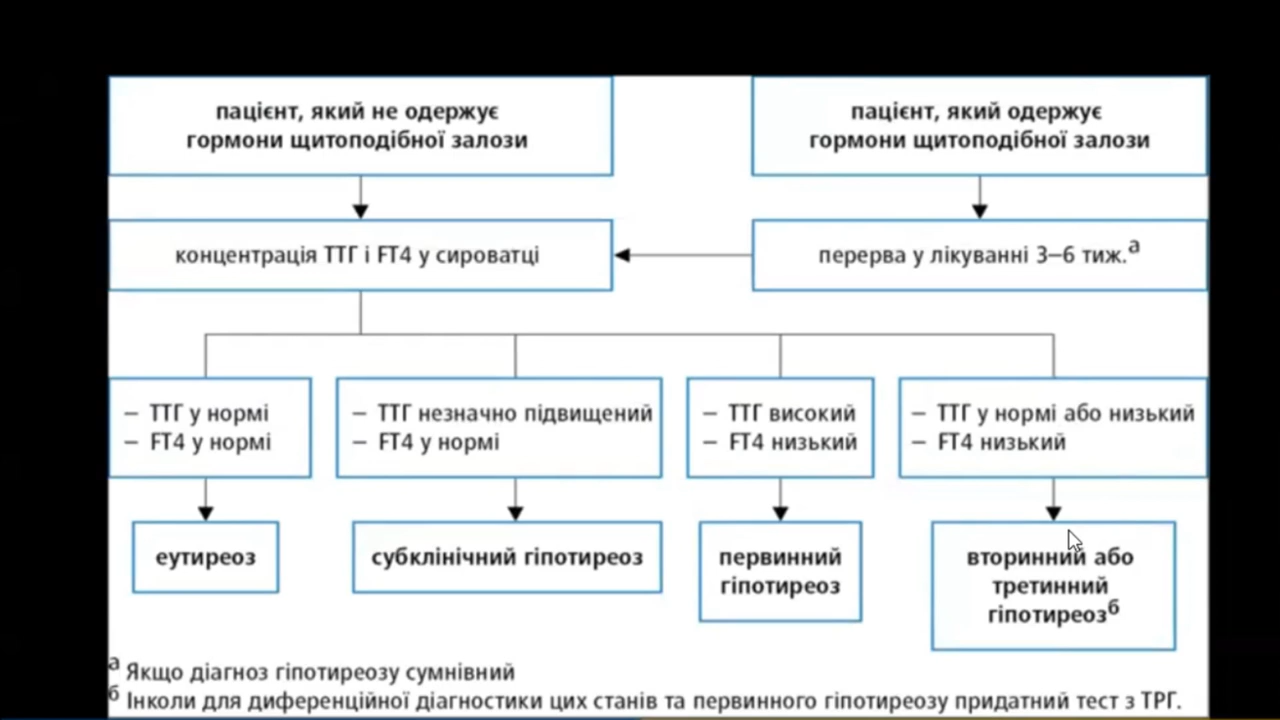 пацієнт, який не одержує
гормони щитоподібної залози
пацієнт, який одержує
гормони щитоподібної залози
концентрація ТТГ і FT4 у сироватці
перерва у лікуванні 3–6 тиж.а
– ТТГ у нормі
– FT4 у нормі
– ТТГ незначно підвищений
– FT4 у нормі
– ТТГ високий
– FT4 низький
– ТТГ у нормі або низький
– FT4 низький
еутиреоз
субклінічний гіпотиреоз
первинний
гіпотиреоз
вторинний або
третинний
гіпотиреозб
а Якщо діагноз гіпотиреозу сумнівний
б Інколи для диференційної діагностики цих станів та первинного гіпотиреозу придатний тест з ТРГ.